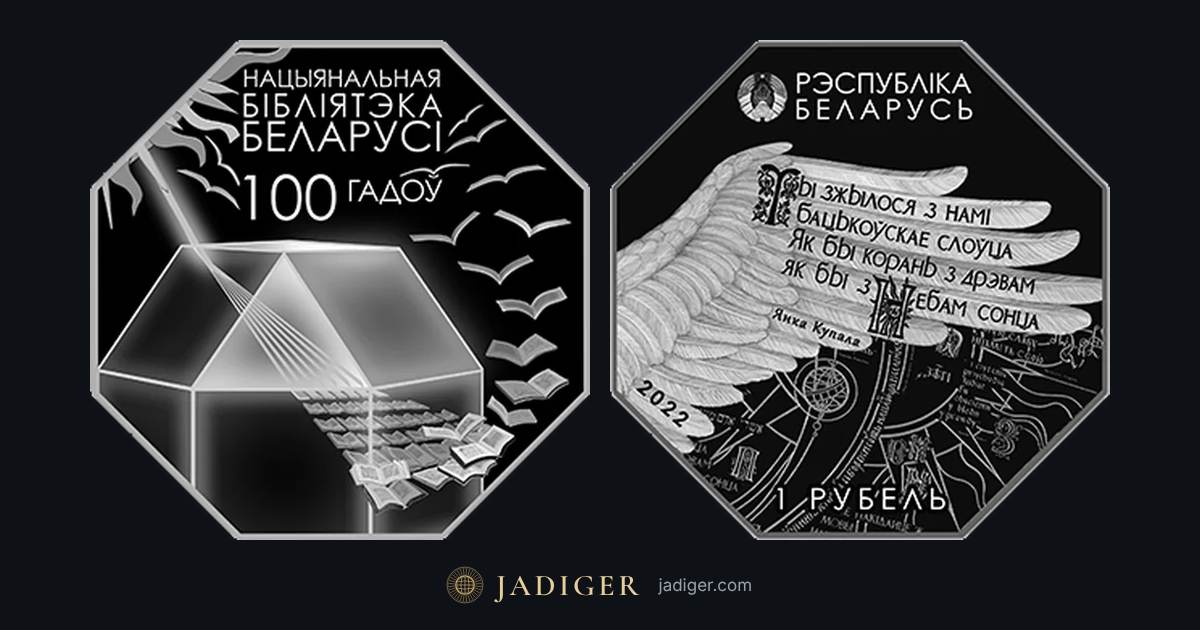 НАЦЫЯНАЛЬНАЯ
БІБЛІЯТЭКА
БЕЛАРУСІ
100 ГАДОЎ
РЭСПУБЛІКА
БЕЛАРУСЬ
Ты зжылося з намі
бацькоўскае слоўца
Як бы корань з дрэвам
як бы з Небам сонца
Янка Купала
2022
1 РУБЕЛЬ
JADIGER jadiger.com